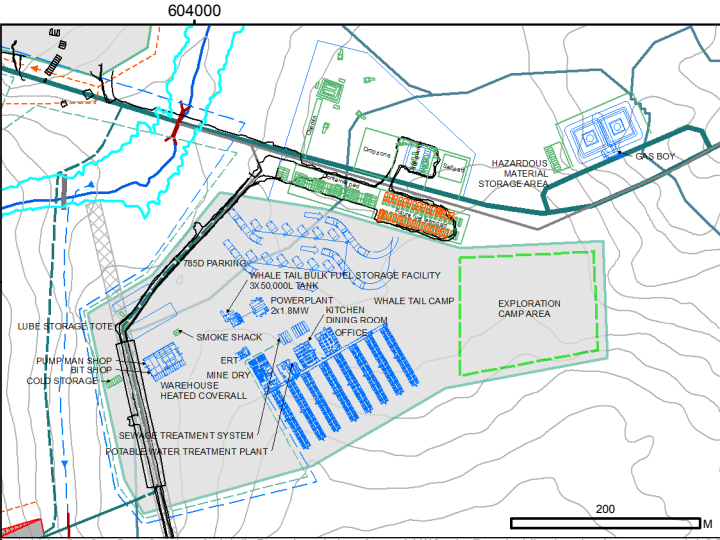 604000
Dropzone
GAS BOY
HAZARDOUS
MATERIAL
STORAGE AREA
785D PARKING
WHALE TAIL BULK FUEL STORAGE FACILITY
3X50,000L TANK
POWERPLANT
2x1.8MW
WHALE TAIL CAMP
KITCHEN
DINING ROOM
OFFICE
EXPLORATION
CAMP AREA
LUBE STORAGE TOTE
SMOKE SHACK
ERT
PUMP MAN SHOP
BIT SHOP
COLD STORAGE
MINE DRY
WAREHOUSE
HEATED COVERALL
SEWAGE TREATMENT SYSTEM
POTABLE WATER TREATMENT PLANT
200
M